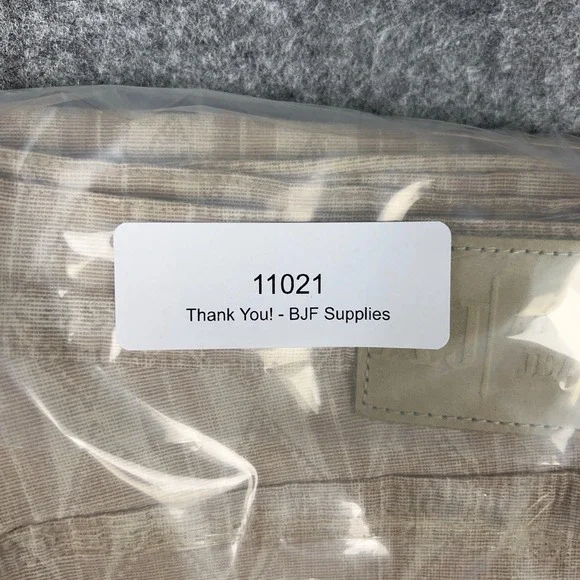 11021
Thank You! - BJF Supplies